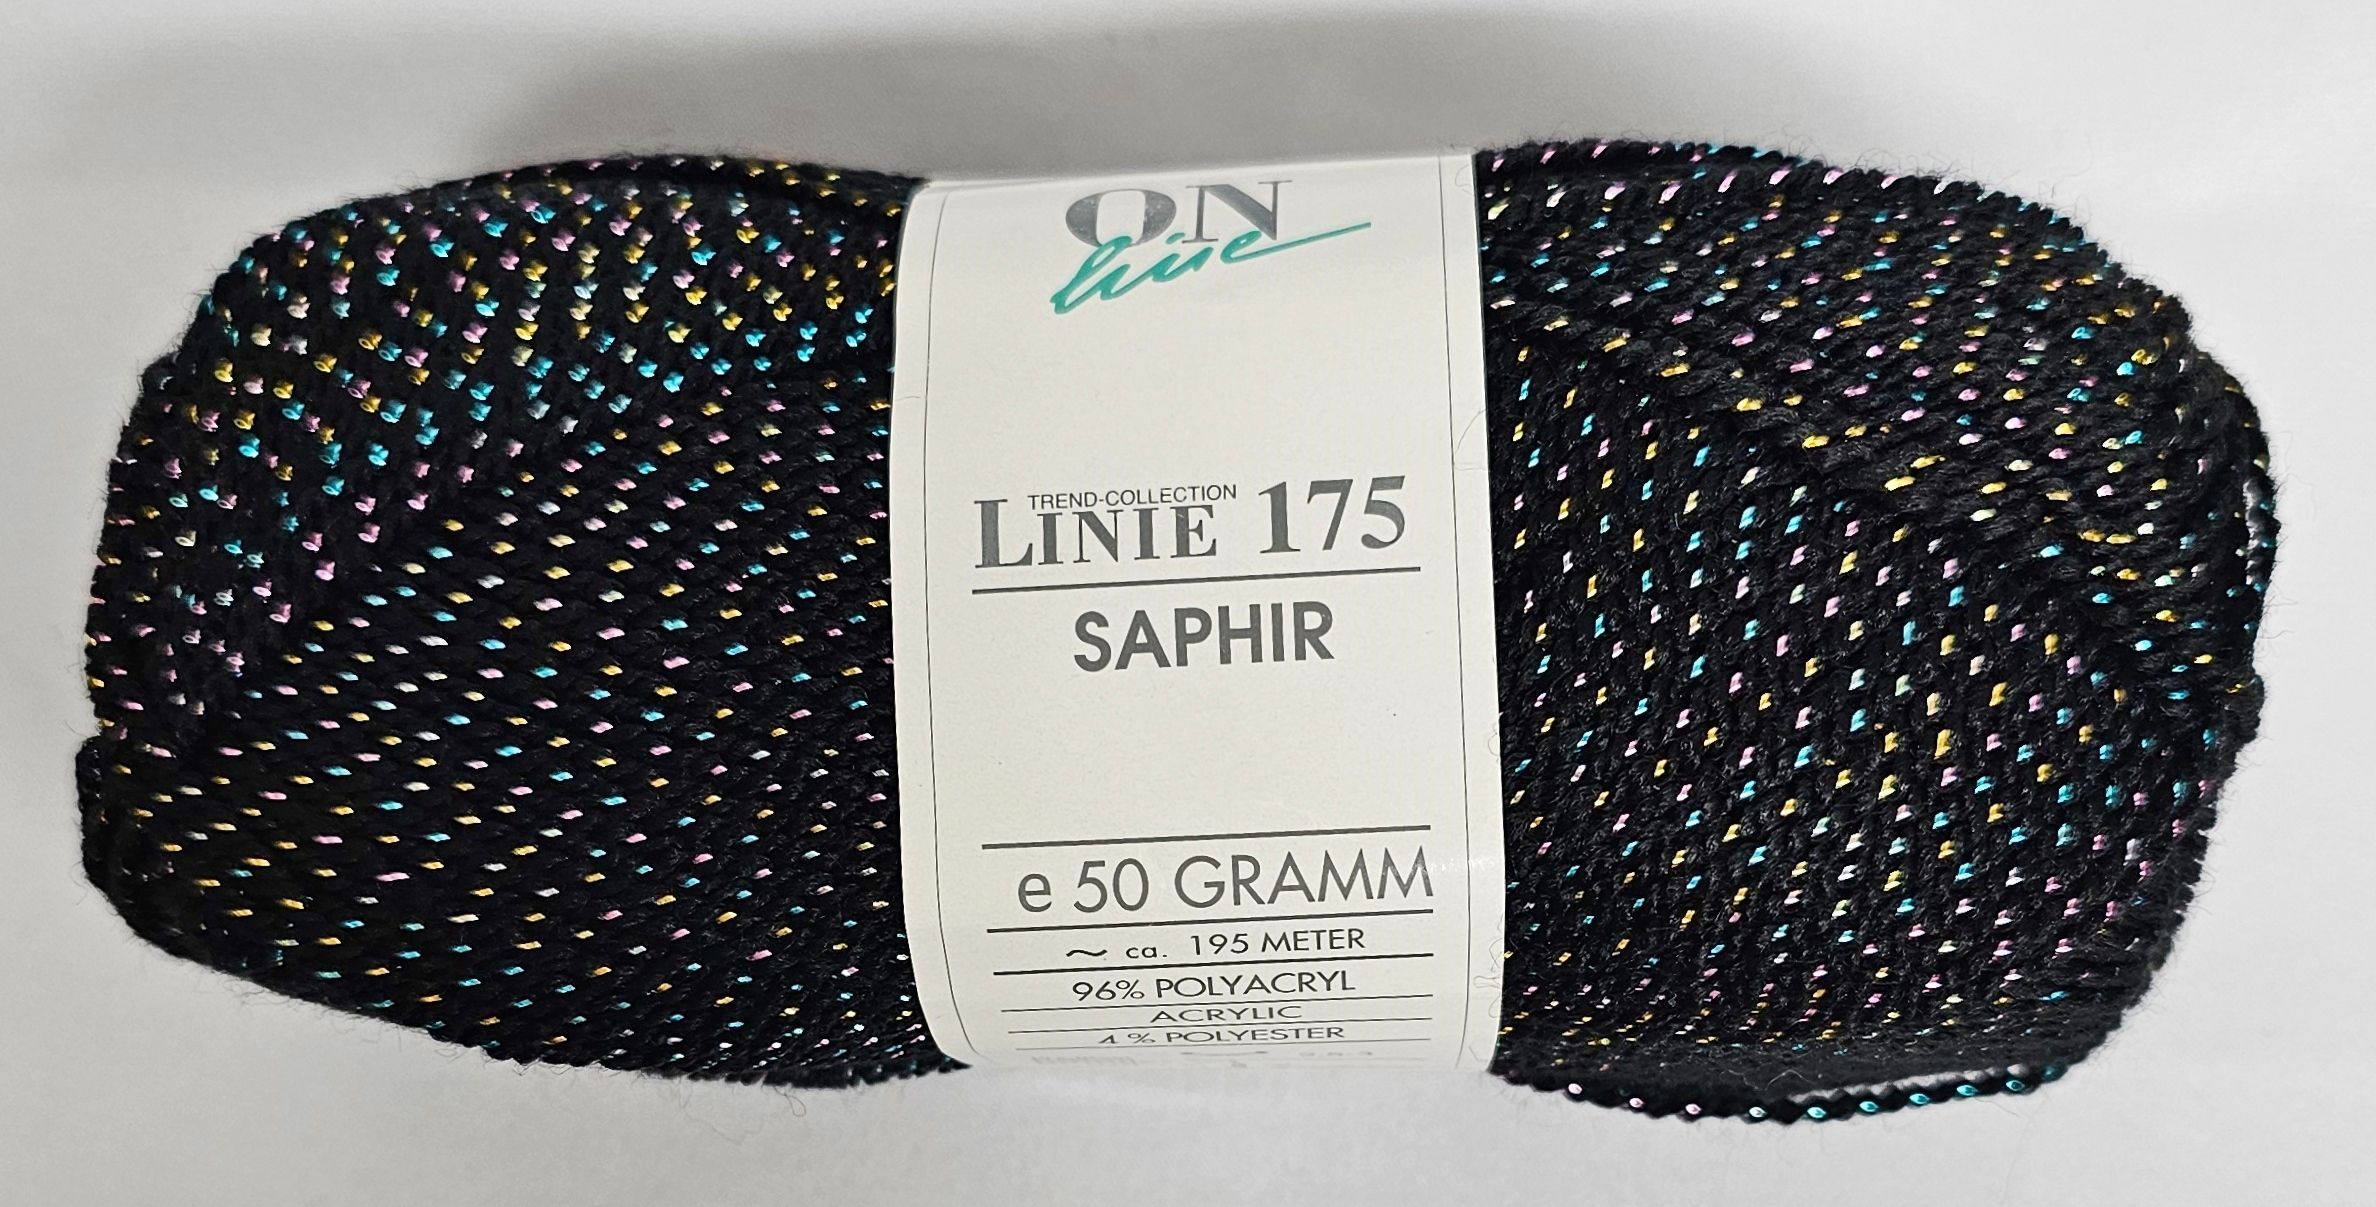 ON
line
TREND-COLLECTION
LINIE 175
SAPHIR
e 50 GRAMM
~ ca. 195 METER
96% POLYACRYL
ACRYLIC
4 % POLYESTER